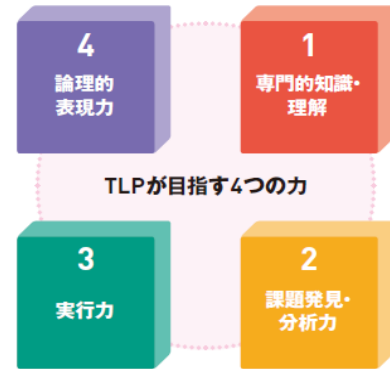 4
論理的
表現力
1
専門的知識・
理解
TLPが目指す4つの力
3
実行力
2
課題発見・
分析力